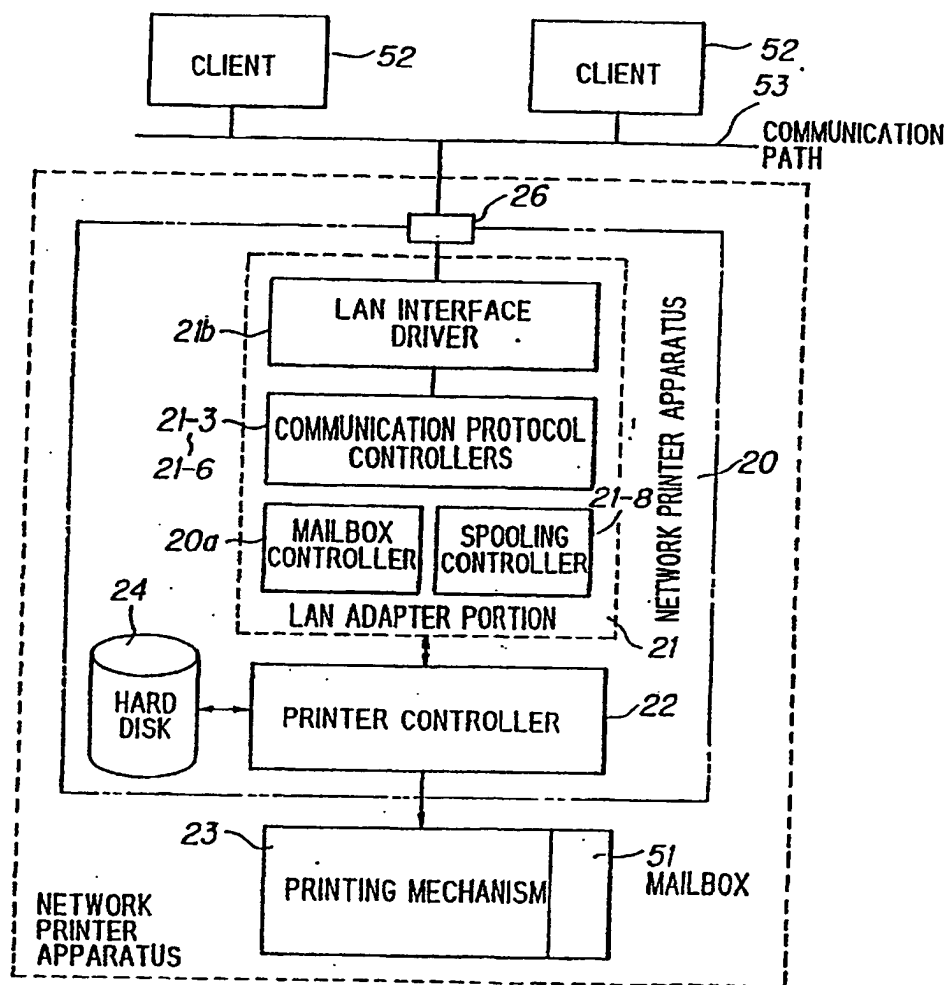 CLIENT
52
CLIENT
52
53
COMMUNICATION
PATH
26
LAN INTERFACE
DRIVER
21b
21-3
21-6
COMMUNICATION PROTOCOL
CONTROLLERS
NETWORK PRINTER APPARATUS
20
21-8
20a
MAILBOX
CONTROLLER
SPOOLING
CONTROLLER
LAN ADAPTER PORTION
21
24
HARD
DISK
PRINTER CONTROLLER
22
23
PRINTING MECHANISM
51
MAILBOX
NETWORK
PRINTER
APPARATUS